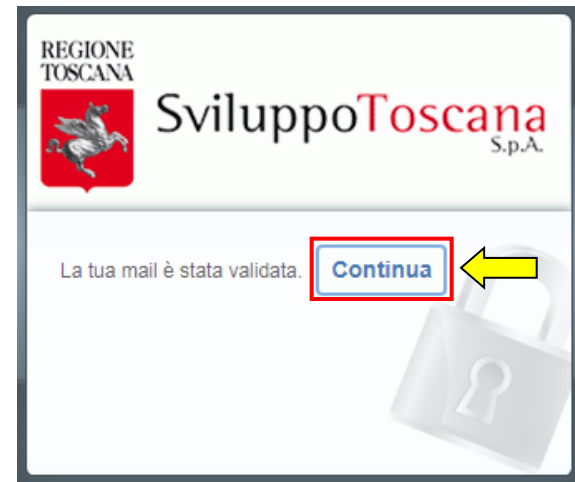 REGIONE
TOSCANA
SviluppoToscana
S.p.A.
La tua mail è stata validata. Continua